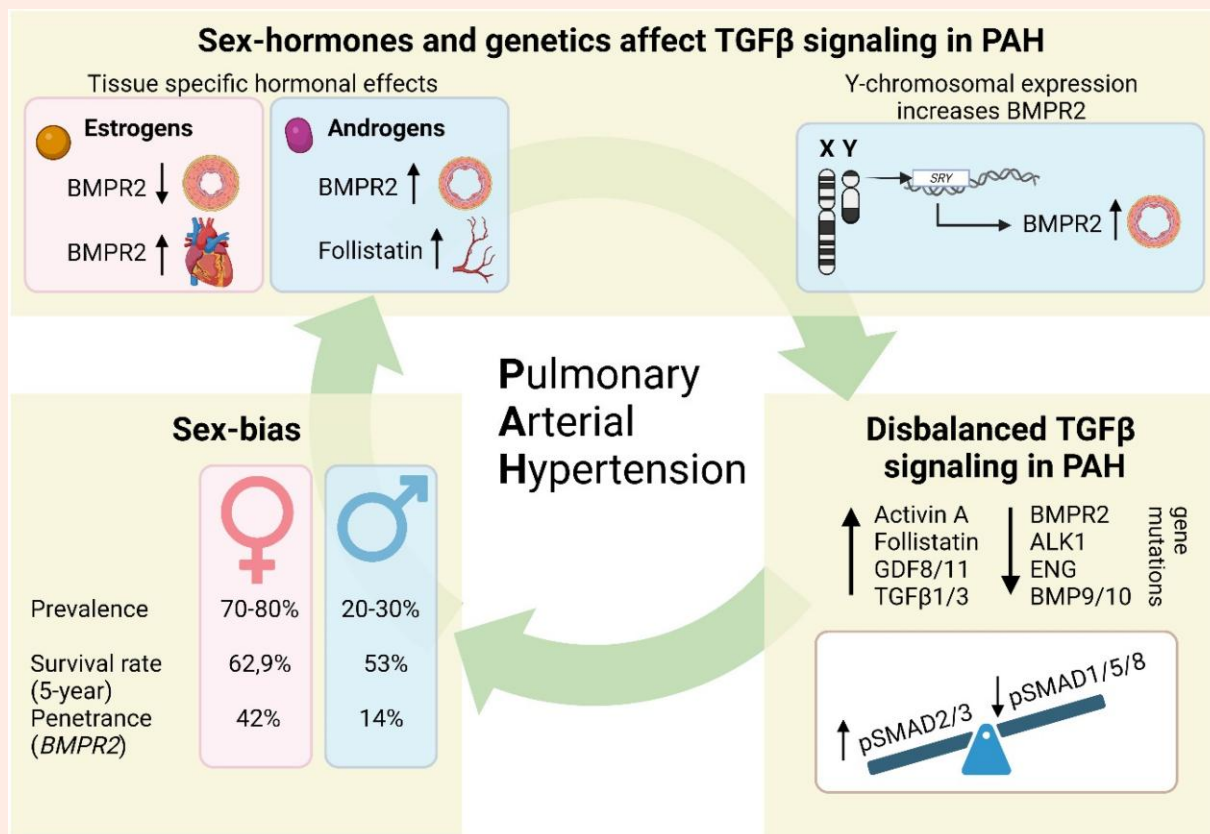 Sex-hormones and genetics affect TGFβ signaling in PAH
Tissue specific hormonal effects
Estrogens
BMPR2
BMPR2
Androgens
BMPR2
Follistatin
Y-chromosomal expression
increases BMPR2
X Y
SRY
BMPR2
Pulmonary
Arterial
Hypertension
Sex-bias
Prevalence 70-80% 20-30%
Survival rate 62,9% 53%
(5-year)
Penetrance 42% 14%
(BMPR2)
Disbalanced TGFβ
signaling in PAH
Activin A
Follistatin
GDF8/11
TGFβ1/3
BMPR2
ALK1
ENG
BMP9/10
gene
mutations
pSMAD2/3
pSMAD1/5/8